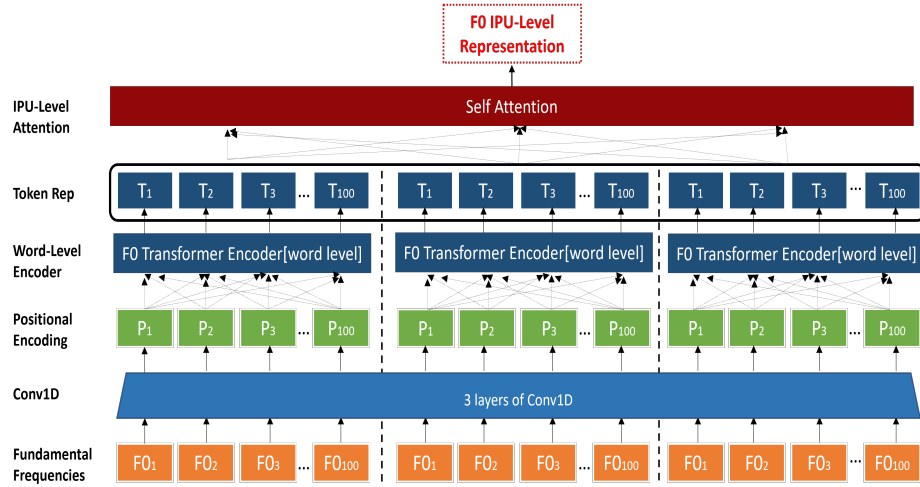 F0 IPU-Level
Representation
IPU-Level
Attention
Self Attention
Token Rep
T1 T2 T3 ... T100 T1 T2 T3 ... T100 T1 T2 T3 ... T100
Word-Level
Encoder
F0 Transformer Encoder[word level] F0 Transformer Encoder[word level] F0 Transformer Encoder[word level]
Positional
Encoding
P1 P2 P3 ... P100 P1 P2 P3 ... P100 P1 P2 P3 ... P100
Conv1D
3 layers of Conv1D
Fundamental
Frequencies
F01 F02 F03 ... F0100 F01 F02 F03 ... F0100 F01 F02 F03 ... F0100